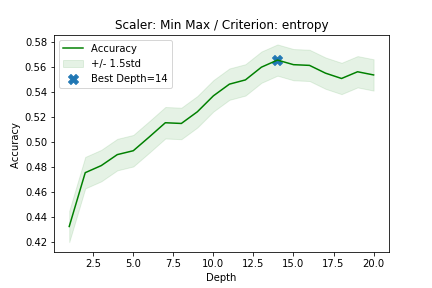 Scaler: Min Max / Criterion: entropy
Accuracy
+/- 1.5std
Best Depth=14
Accuracy
0.58
0.56
0.54
0.52
0.50
0.48
0.46
0.44
0.42
2.5
5.0
7.5
10.0
12.5
15.0
17.5
20.0
Depth